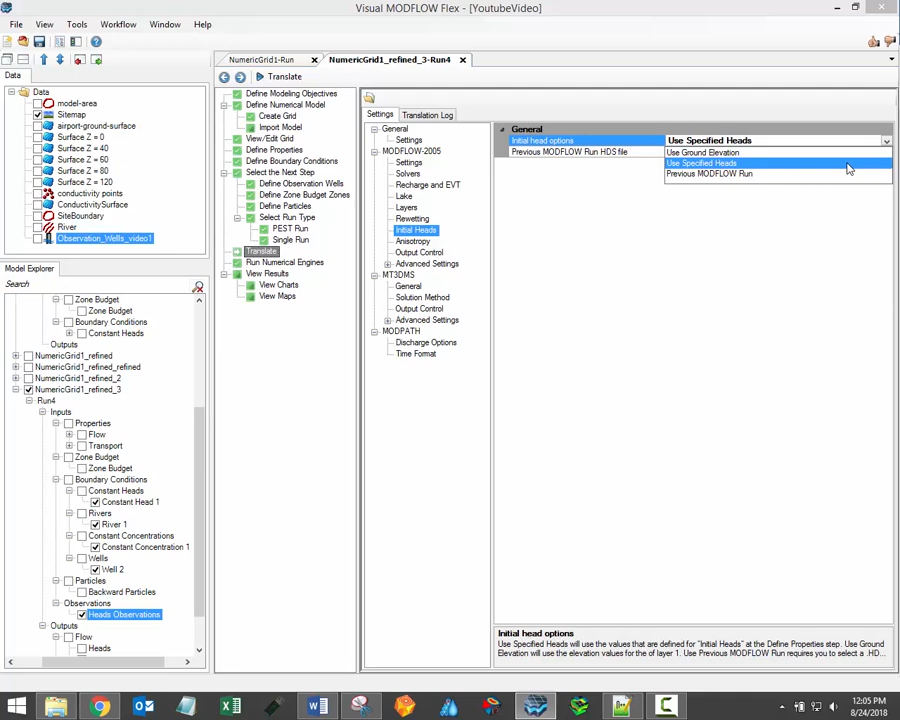 Visual MODFLOW Flex - [YoutubeVideo]
File View Tools Workflow Window Help
Data
Data
model-area
Sitemap
airport-ground-surface
Surface Z = 0
Surface Z = 40
Surface Z = 60
Surface Z = 80
Surface Z = 120
conductivity points
ConductivitySurface
SiteBoundary
River
Observation_Wells_video1
Model Explorer
Search
Zone Budget
Zone Budget
Boundary Conditions
Constant Heads
Outputs
NumericGrid1_refined
NumericGrid1_refined_refined
NumericGrid1_refined_2
NumericGrid1_refined_3
Run4
Inputs
Properties
Flow
Transport
Zone Budget
Zone Budget
Boundary Conditions
Constant Heads
Constant Head 1
Rivers
River 1
Constant Concentrations
Constant Concentration 1
Wells
Well 2
Particles
Backward Particles
Observations
Heads Observations
Outputs
Flow
Heads
NumericGrid1-Run NumericGrid1_refined_3-Run4
Translate
Define Modeling Objectives
Define Numerical Model
Create Grid
Import Model
View/Edit Grid
Define Properties
Define Boundary Conditions
Select the Next Step
Define Observation Wells
Define Zone Budget Zones
Define Particles
Select Run Type
PEST Run
Single Run
Translate
Run Numerical Engines
View Results
View Charts
View Maps
Settings Translation Log
General
Settings
MODFLOW-2005
Settings
Solvers
Recharge and EVT
Lake
Layers
Rewetting
Initial Heads
Anisotropy
Output Control
Advanced Settings
MT3DMS
General
Solution Method
Output Control
Advanced Settings
MODPATH
Discharge Options
Time Format
General
Initial head options Use Specified Heads
Previous MODFLOW Run HDS file
Use Ground Elevation
Use Specified Heads
Previous MODFLOW Run
Initial head options
Use Specified Heads will use the values that are defined for "Initial Heads" at the Define Properties step. Use Ground
Elevation will use the elevation values for the of layer 1. Use Previous MODFLOW Run requires you to select a .HD...
12:05 PM
8/24/2018